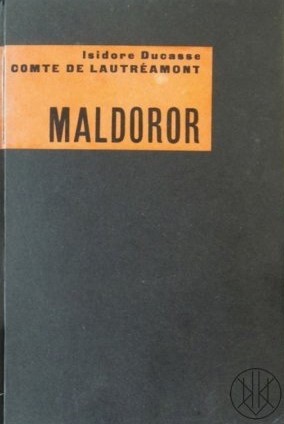 Isidore Ducasse
COMTE DE LAUTRÉAMONT
MALDOROR